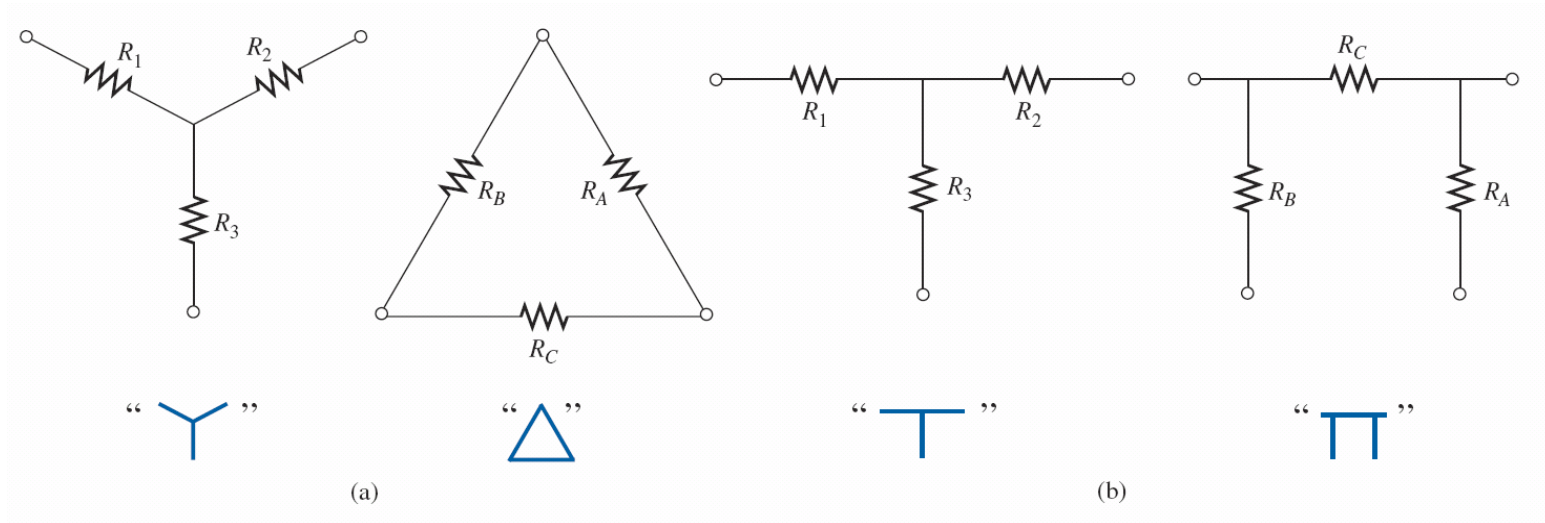 R1
R2
R3
RB
RA
RC
R1
R2
R3
RC
RB
RA
“ ”
“ ”
“ ”
“ ”
(a)
(b)